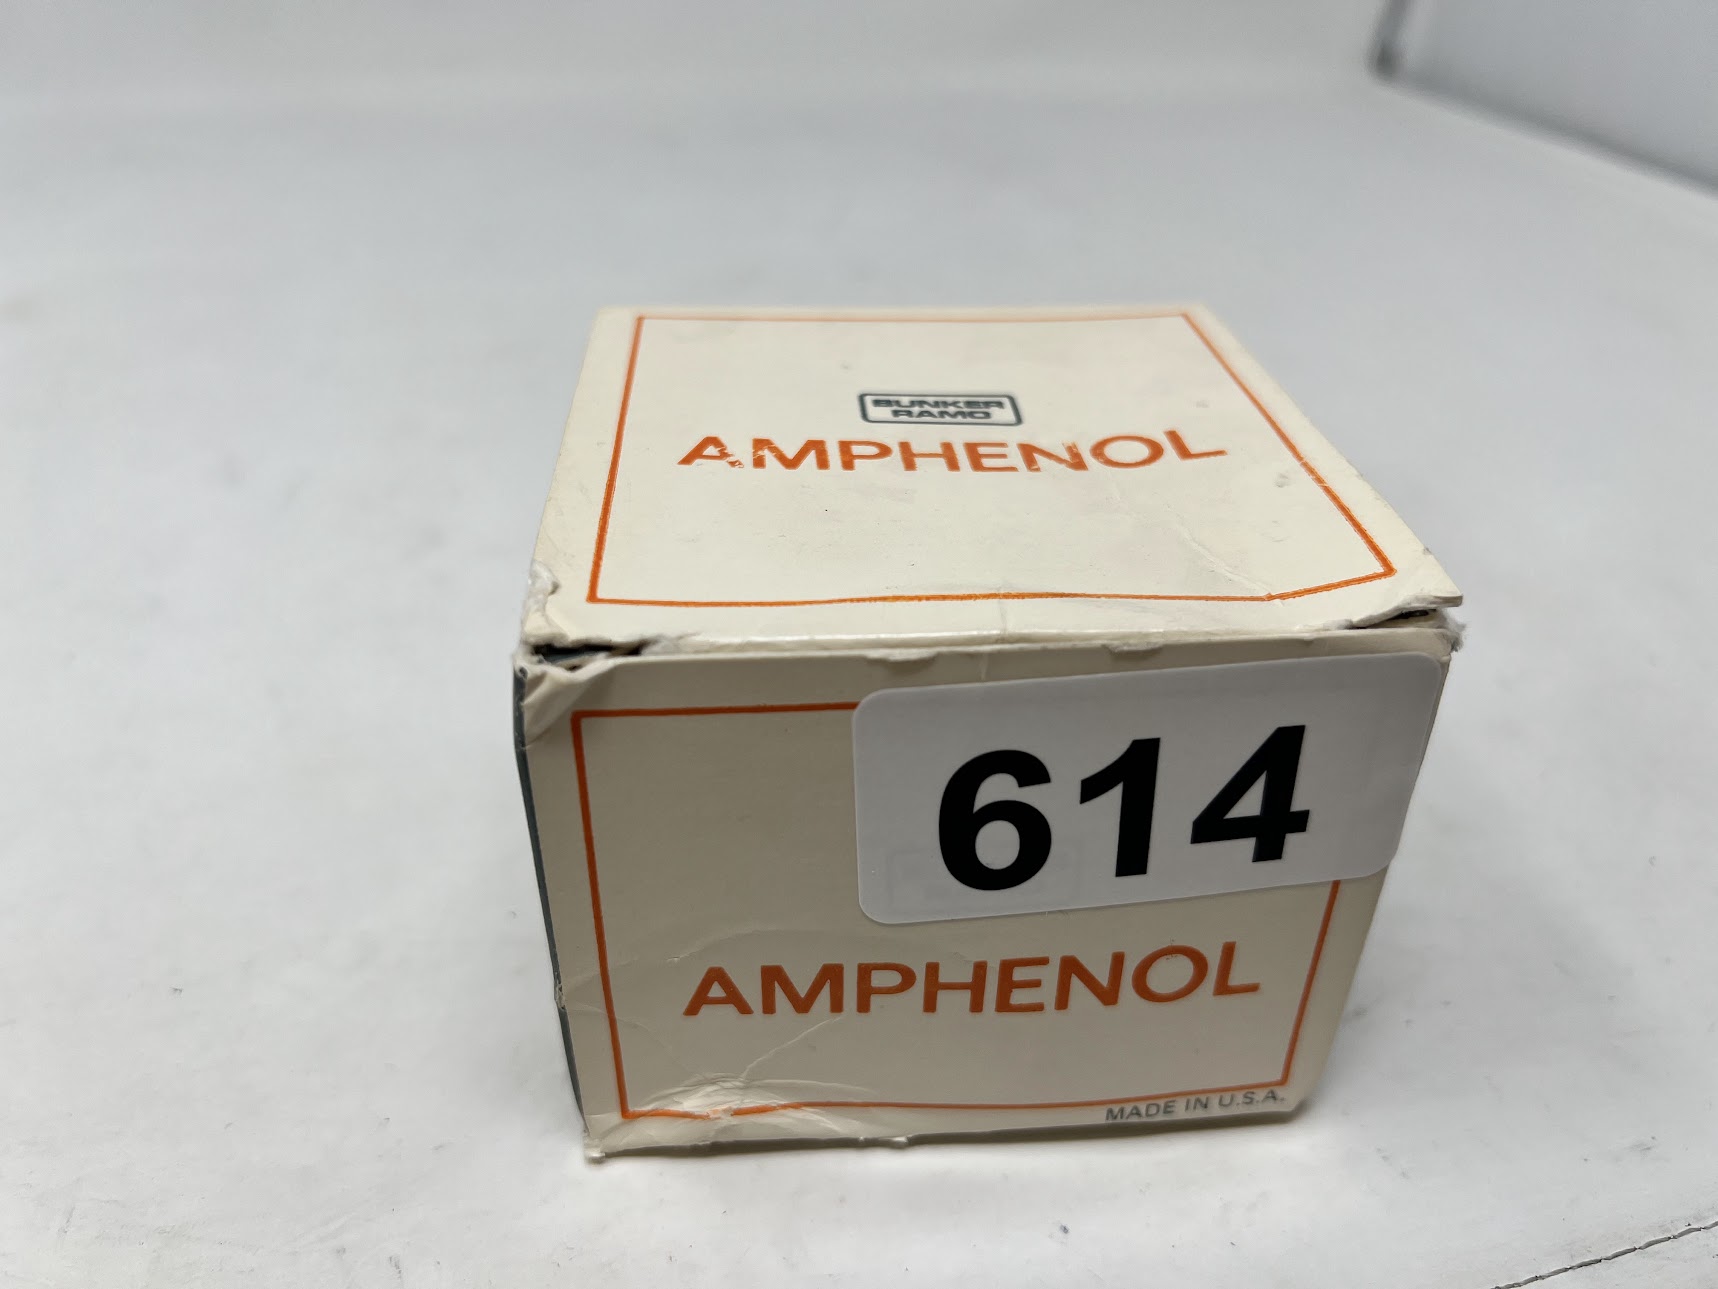 BUNKER
RAMO
AMPHENOL
614
AMPHENOL
MADE IN U.S.A.